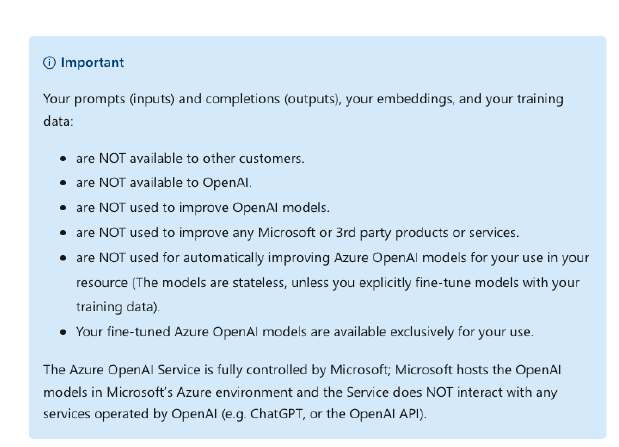 Important
Your prompts (inputs) and completions (outputs), your embeddings, and your training
data:
• are NOT available to other customers.
• are NOT available to OpenAI.
• are NOT used to improve OpenAI models.
• are NOT used to improve any Microsoft or 3rd party products or services.
• are NOT used for automatically improving Azure OpenAI models for your use in your
resource (The models are stateless, unless you explicitly fine-tune models with your
training data).
• Your fine-tuned Azure OpenAI models are available exclusively for your use.
The Azure OpenAI Service is fully controlled by Microsoft; Microsoft hosts the OpenAI
models in Microsoft's Azure environment and the Service does NOT interact with any
services operated by OpenAI (e.g. ChatGPT, or the OpenAI API).